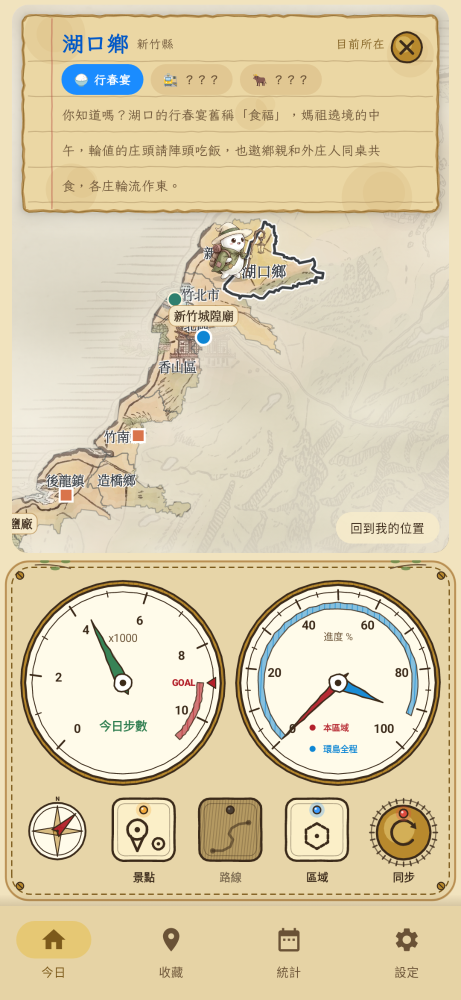 湖口鄉 新竹縣 目前所在
行春宴 ??? ???
你知道嗎？湖口的行春宴舊稱「食福」，媽祖遶境的中
午，輪值的庄頭請陣頭吃飯，也邀鄉親和外庄人同桌共
食，各庄輪流作東。
新
湖口鄉
竹北市
新竹城隍廟
香山區
竹南
後龍鎮 造橋鄉
鹽廠
回到我的位置
0 2 4 6 8 10
x1000
GOAL
今日步數
0 20 40 60 80 100
進度 %
本區域
環島全程
N
景點 路線 區域 同步
今日 收藏 統計 設定